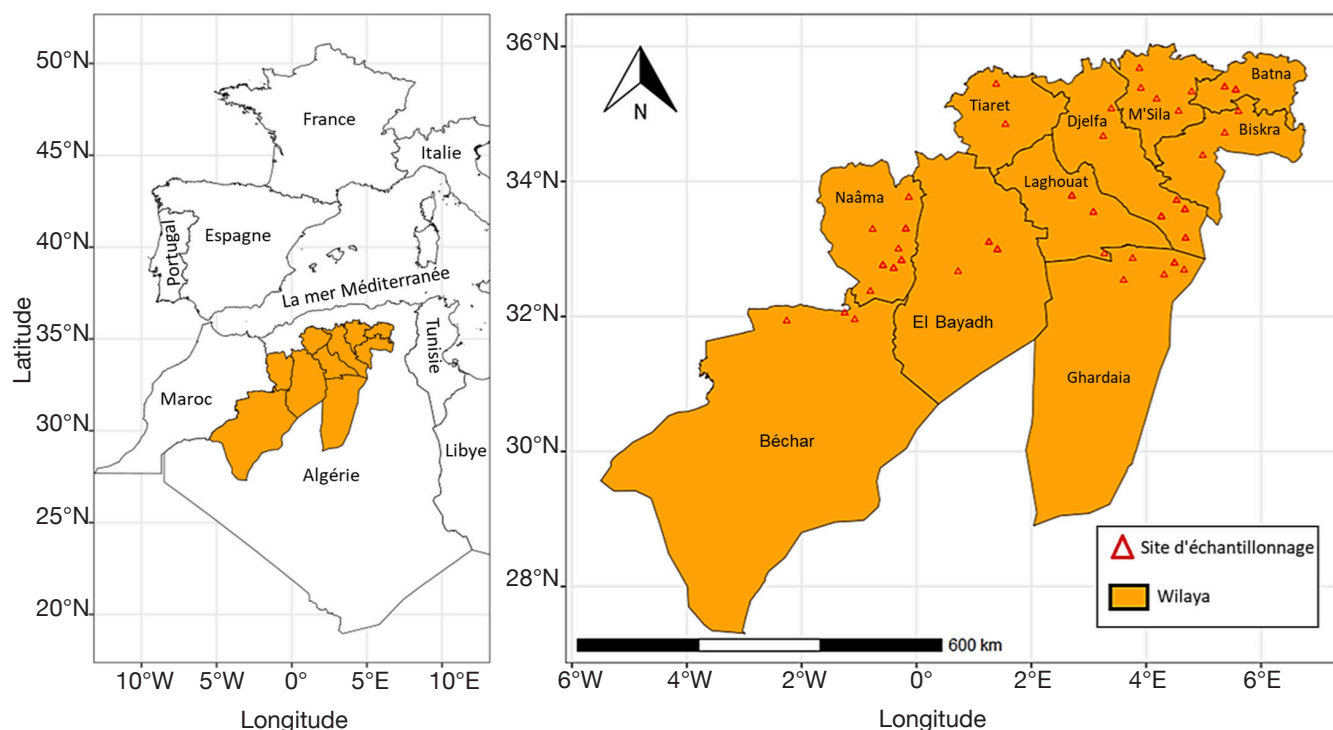 50°N
45°N
40°N
35°N
30°N
25°N
20°N
Latitude
France
Italie
Portugal
Espagne
La mer Méditerranée
Tunisie
Maroc
Algérie
Libye
10°W 5°W 0° 5°E 10°E
Longitude
36°N
34°N
32°N
30°N
28°N
N
Batna
Tiaret
Djelfa
M'Sila
Biskra
Laghouat
Naâma
El Bayadh
Ghardaia
Béchar
Site d'échantillonnage
Wilaya
600 km
6°W 4°W 2°W 0° 2°E 4°E 6°E
Longitude